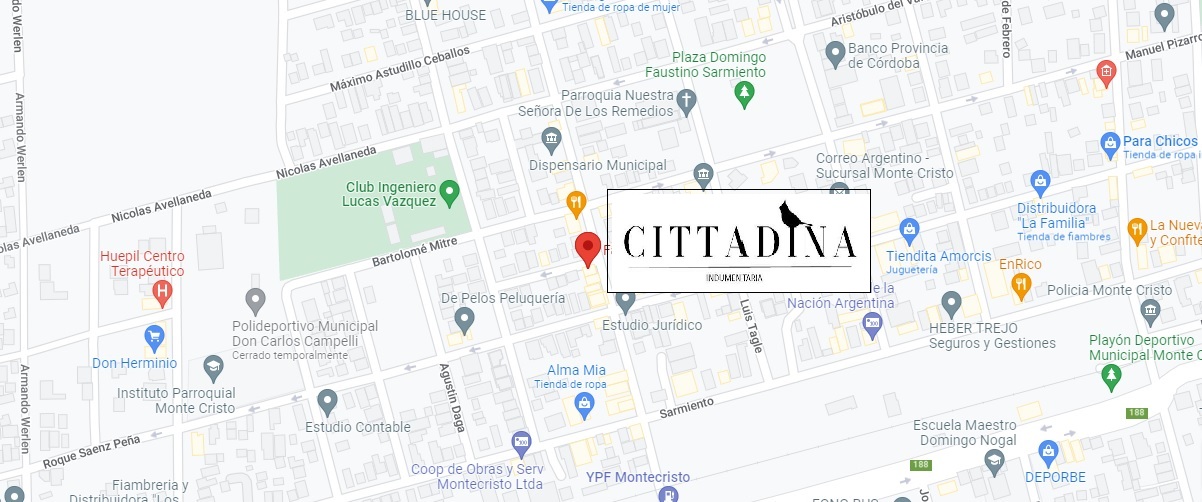 BLUE HOUSE
Tienda de ropa de mujer
Aristóbulo del
de Febrero
Banco Provincia
de Córdoba
Manuel Pizarro
Máximo Astudillo Ceballos
Plaza Domingo
Faustino Sarmiento
Armando Werlen
Parroquia Nuestra
Señora De Los Remedios
Dispensario Municipal
Para Chicos
Tienda de ropa
Correo Argentino -
Sucursal Monte Cristo
Nicolas Avellaneda
Nicolas Avellaneda
Avellaneda
Club Ingeniero
Lucas Vazquez
Distribuidora
"La Familia"
Tienda de fiambres
La Nueva
y Confite
CITTADINA
INDUMENTARIA
Tiendita Amorcis
Juguetería
Bartolomé Mitre
Huepil Centro
Terapéutico
EnRico
Policia Monte Cristo
De Pelos Peluquería
de la
Nación Argentina
Luis Tagle
Estudio Jurídico
HEBER TREJO
Seguros y Gestiones
Polideportivo Municipal
Don Carlos Campelli
Cerrado temporalmente
Don Herminio
Playón Deportivo
Municipal Monte C
Instituto Parroquial
Monte Cristo
Agustin Daga
Alma Mia
Tienda de ropa
Armando Werlen
Sarmiento
188
Estudio Contable
Escuela Maestro
Domingo Nogal
Roque Saenz Peña
188
Coop de Obras y Serv
Montecristo Ltda
YPF Montecristo
DEPORBE
Fiambreria y
Distribuidora "Los